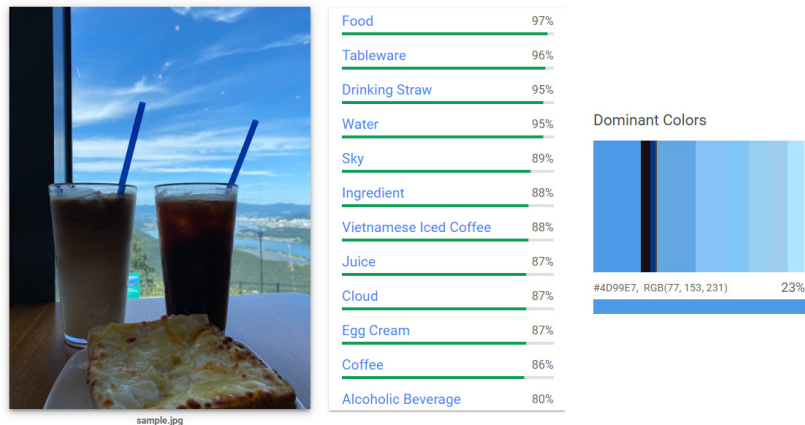 Food 97%
Tableware 96%
Drinking Straw 95%
Water 95%
Sky 89%
Ingredient 88%
Vietnamese Iced Coffee 88%
Juice 87%
Cloud 87%
Egg Cream 87%
Coffee 86%
Alcoholic Beverage 80%
sample.jpg
Dominant Colors
#4D99E7, RGB(77, 153, 231) 23%